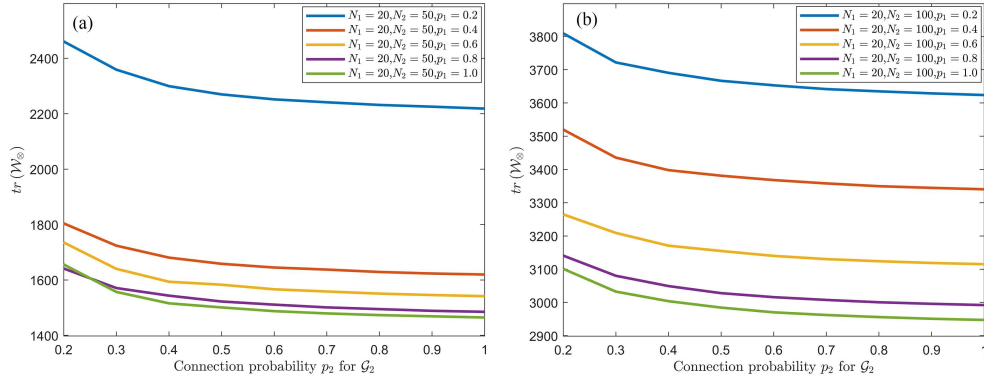 (a)
N₁ = 20,N₂ = 50,p₁ = 0.2
N₁ = 20,N₂ = 50,p₁ = 0.4
N₁ = 20,N₂ = 50,p₁ = 0.6
N₁ = 20,N₂ = 50,p₁ = 0.8
N₁ = 20,N₂ = 50,p₁ = 1.0
2400
2200
2000
1800
1600
1400
tr (𝒲⊗)
0.2 0.3 0.4 0.5 0.6 0.7 0.8 0.9 1
Connection probability p₂ for 𝒢₂
(b)
N₁ = 20,N₂ = 100,p₁ = 0.2
N₁ = 20,N₂ = 100,p₁ = 0.4
N₁ = 20,N₂ = 100,p₁ = 0.6
N₁ = 20,N₂ = 100,p₁ = 0.8
N₁ = 20,N₂ = 100,p₁ = 1.0
3800
3700
3600
3500
3400
3300
3200
3100
3000
2900
tr (𝒲⊗)
0.2 0.3 0.4 0.5 0.6 0.7 0.8 0.9 1
Connection probability p₂ for 𝒢₂